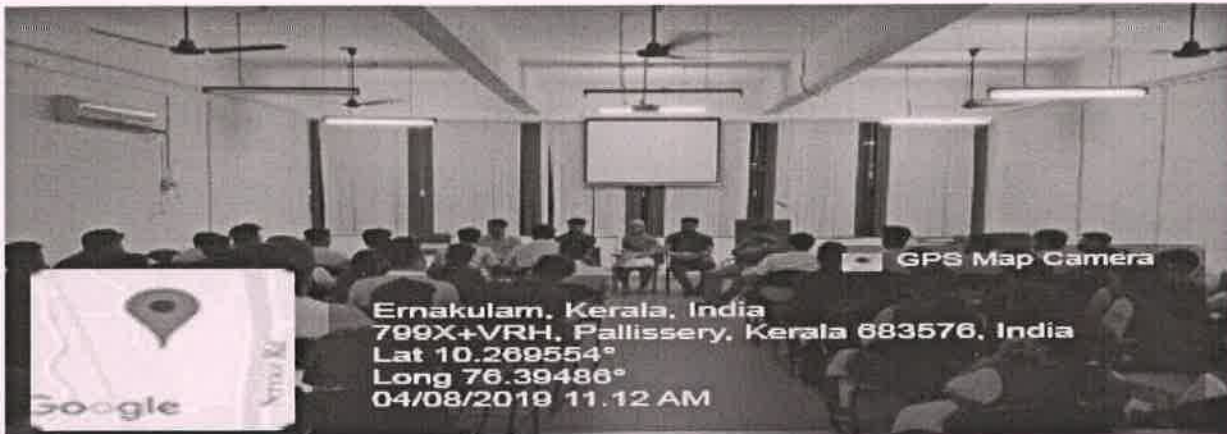 GPS Map Camera
Ernakulam, Kerala, India
799X+VRH, Pallissery, Kerala 683576, India
Lat 10.269554°
Long 76.39486°
04/08/2019 11.12 AM
Google